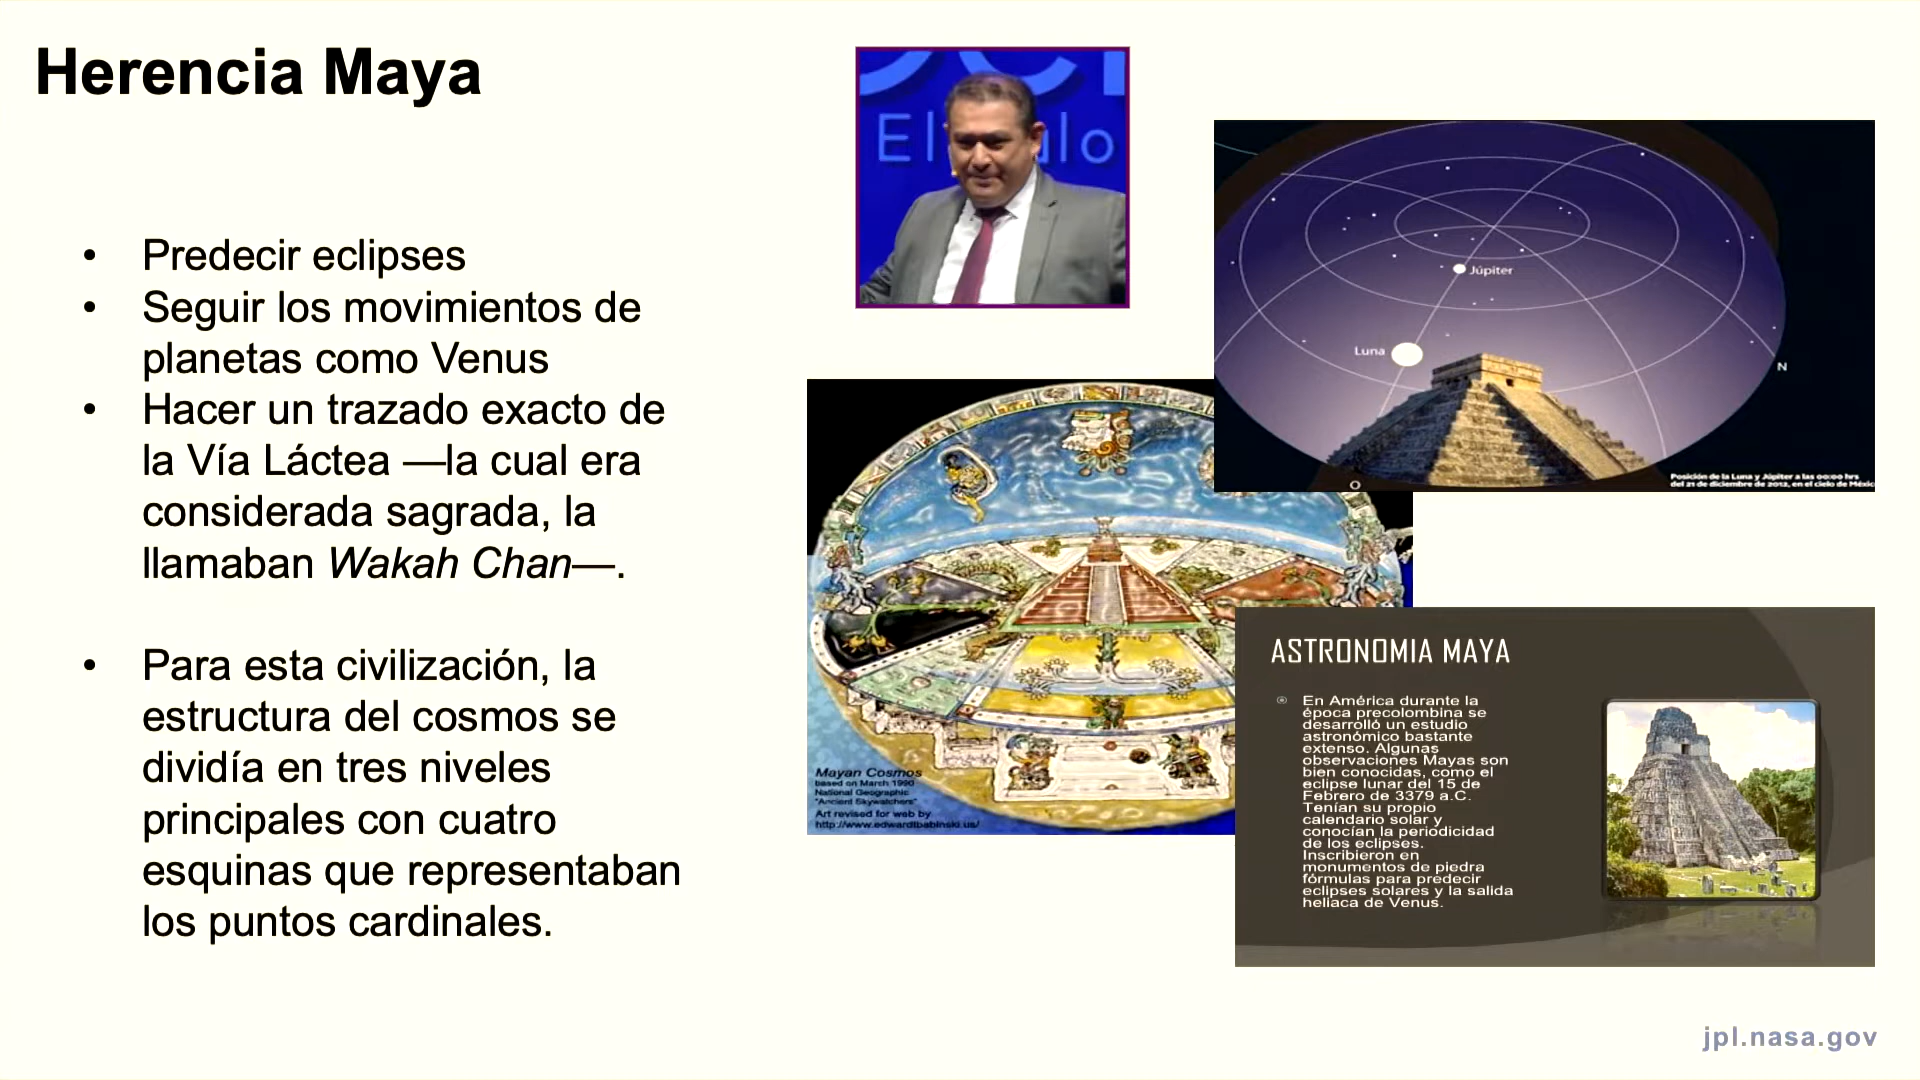 Herencia Maya
• Predecir eclipses
• Seguir los movimientos de
planetas como Venus
• Hacer un trazado exacto de
la Vía Láctea —la cual era
considerada sagrada, la
llamaban Wakah Chan—.
• Para esta civilización, la
estructura del cosmos se
dividía en tres niveles
principales con cuatro
esquinas que representaban
los puntos cardinales.
El
lo
Júpiter
Luna
N
O
Posición de la Luna y Júpiter a las 00:00 hrs
del 21 de diciembre de 2012, en el cielo de Méxic
Mayan Cosmos
based on March 1990
National Geographic
"Ancient Skywatchers"
Art revised for web by
http://www.edwardtbabinski.us/
ASTRONOMIA MAYA
En América durante la
época precolombina se
desarrolló un estudio
astronómico bastante
extenso. Algunas
observaciones Mayas son
bien conocidas, como el
eclipse lunar del 15 de
Febrero de 3379 a.C.
Tenían su propio
calendario solar y
conocían la periodicidad
de los eclipses.
Inscribieron en
monumentos de piedra
fórmulas para predecir
eclipses solares y la salida
heliaca de Venus.
jpl.nasa.gov